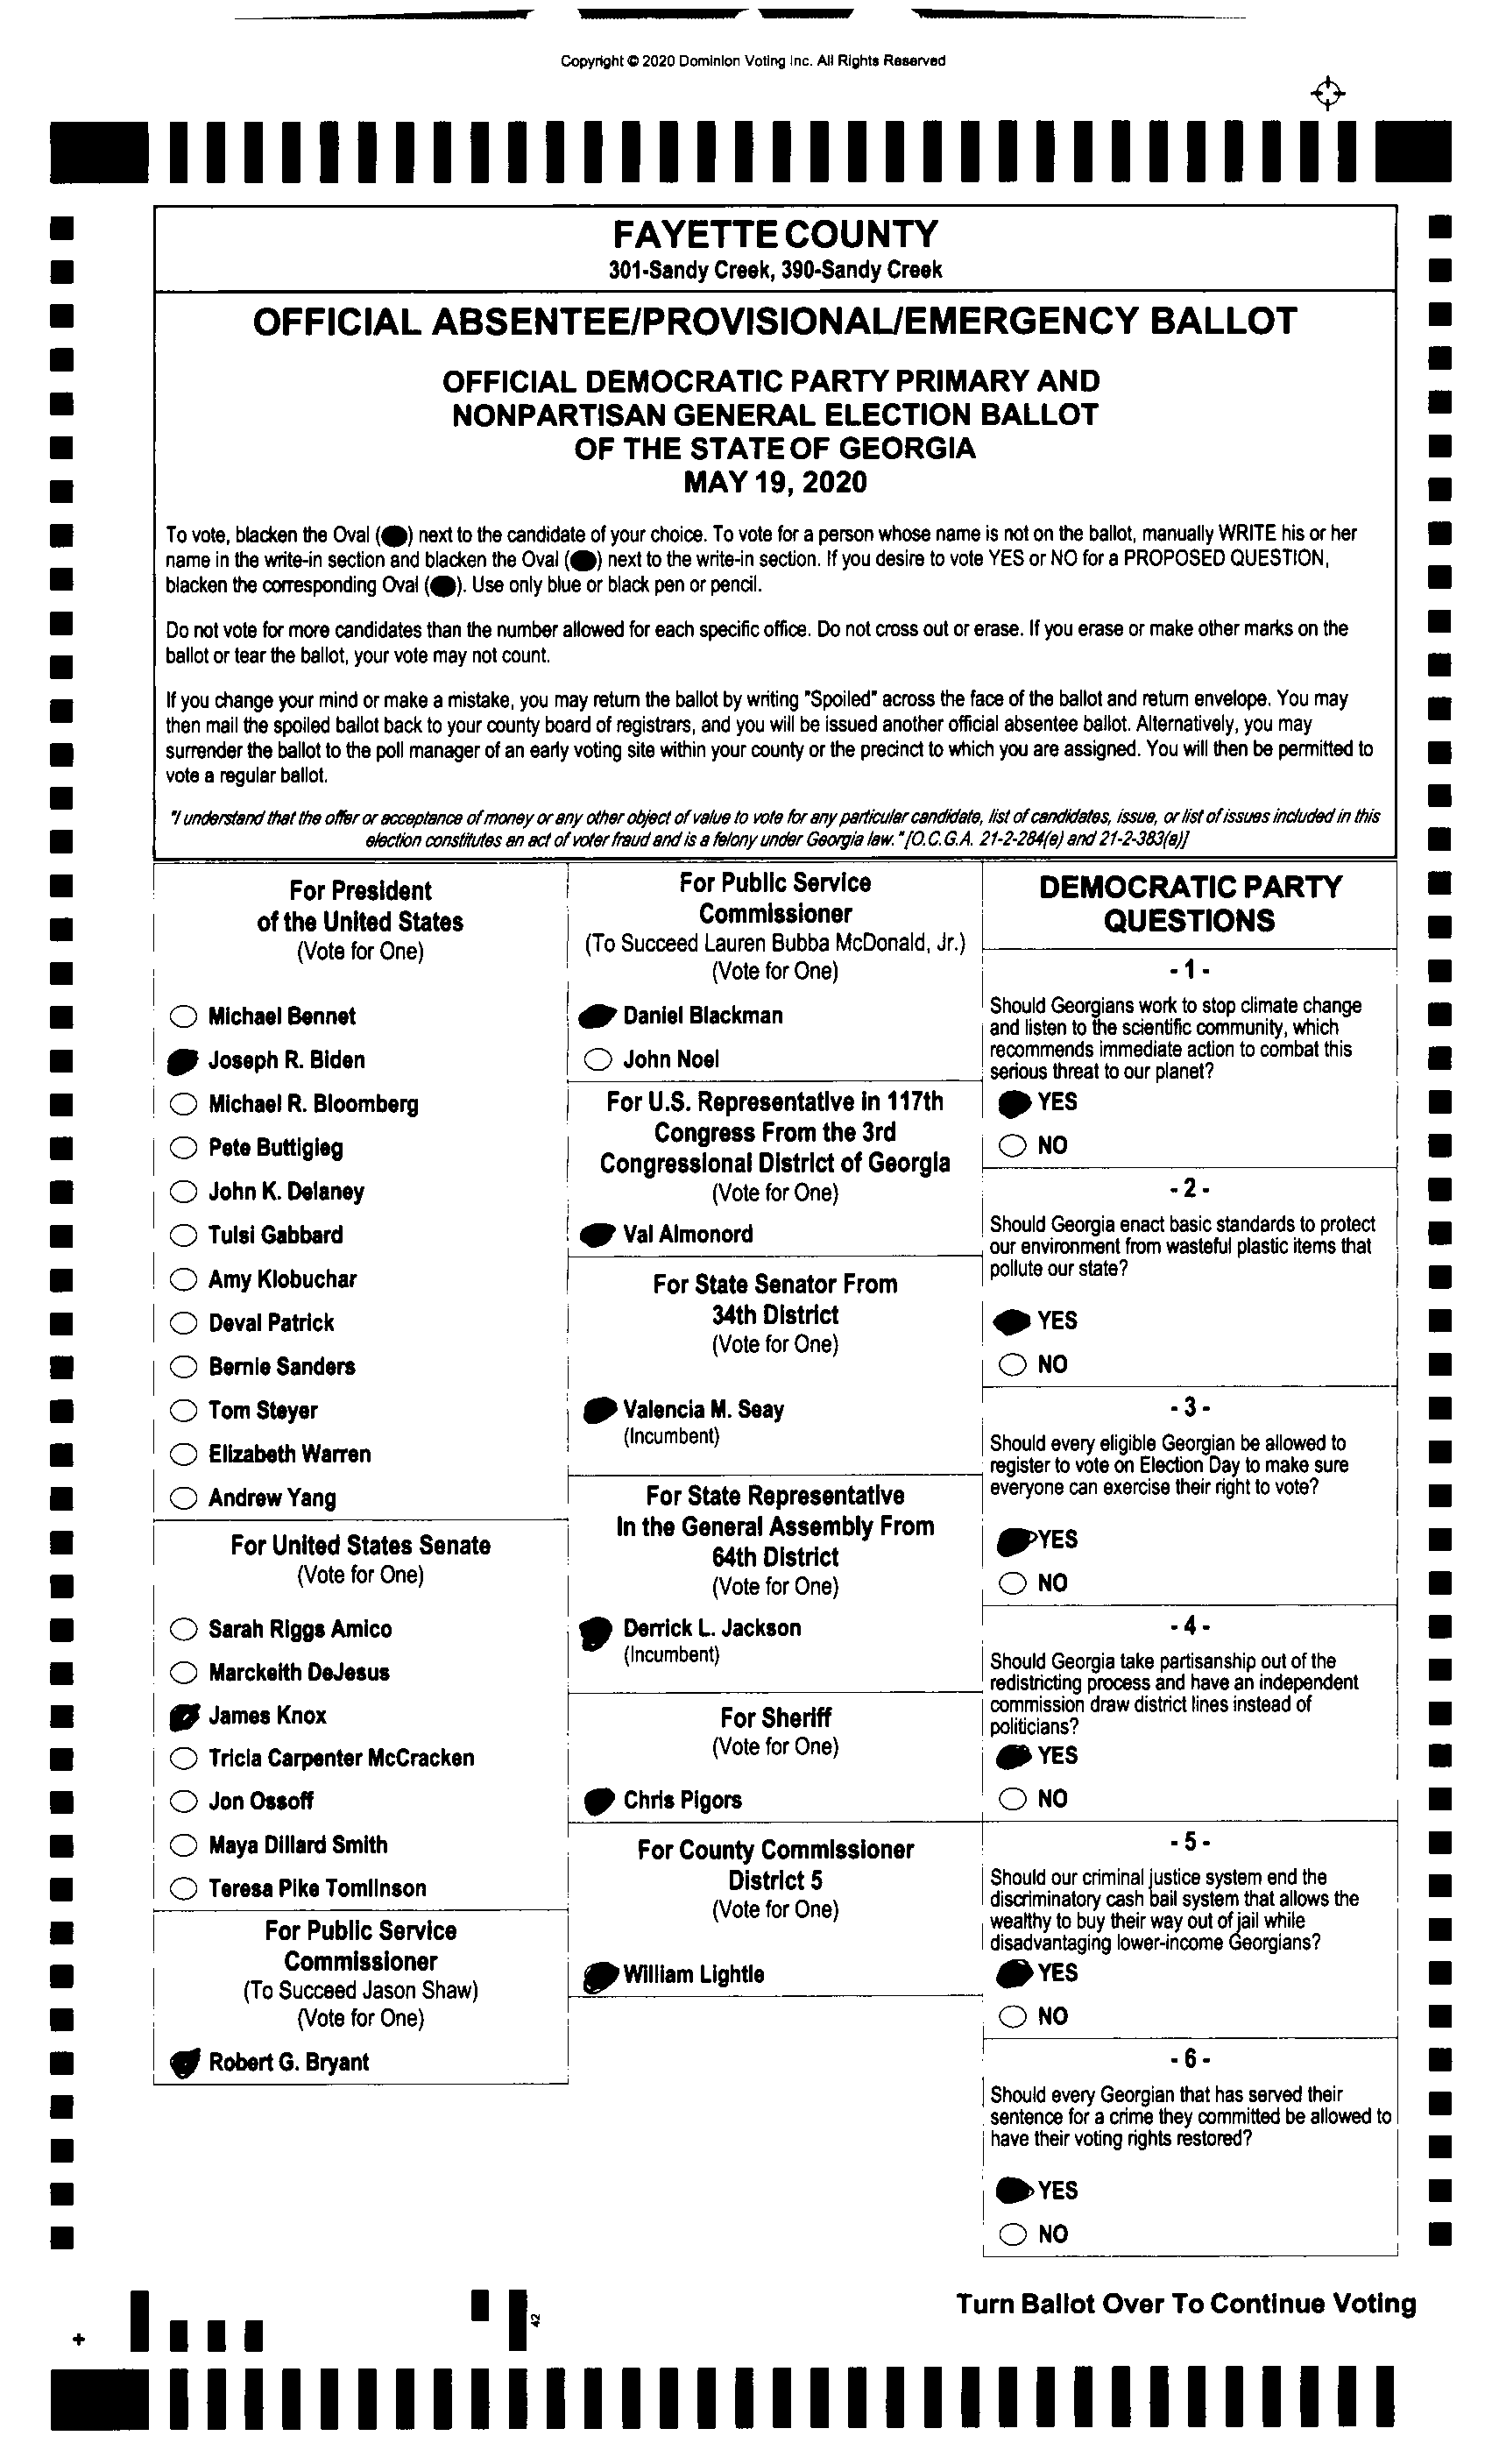 Copyright © 2020 Dominion Voting Inc. All Rights Reserved
FAYETTE COUNTY
301-Sandy Creek, 390-Sandy Creek
OFFICIAL ABSENTEE/PROVISIONAL/EMERGENCY BALLOT
OFFICIAL DEMOCRATIC PARTY PRIMARY AND
NONPARTISAN GENERAL ELECTION BALLOT
OF THE STATE OF GEORGIA
MAY 19, 2020
To vote, blacken the Oval ( ) next to the candidate of your choice. To vote for a person whose name is not on the ballot, manually WRITE his or her
name in the write-in section and blacken the Oval ( ) next to the write-in section. If you desire to vote YES or NO for a PROPOSED QUESTION,
blacken the corresponding Oval ( ). Use only blue or black pen or pencil.
Do not vote for more candidates than the number allowed for each specific office. Do not cross out or erase. If you erase or make other marks on the
ballot or tear the ballot, your vote may not count.
If you change your mind or make a mistake, you may return the ballot by writing "Spoiled" across the face of the ballot and return envelope. You may
then mail the spoiled ballot back to your county board of registrars, and you will be issued another official absentee ballot. Alternatively, you may
surrender the ballot to the poll manager of an early voting site within your county or the precinct to which you are assigned. You will then be permitted to
vote a regular ballot.
"I understand that the offer or acceptance of money or any other object of value to vote for any particular candidate, list of candidates, issue, or list of issues included in this
election constitutes an act of voter fraud and is a felony under Georgia law." [O.C.G.A. 21-2-284(e) and 21-2-383(a)]
For President
of the United States
(Vote for One)
Michael Bennet
Joseph R. Biden
Michael R. Bloomberg
Pete Buttigieg
John K. Delaney
Tulsi Gabbard
Amy Klobuchar
Deval Patrick
Bernie Sanders
Tom Steyer
Elizabeth Warren
Andrew Yang
For United States Senate
(Vote for One)
Sarah Riggs Amico
Marckeith DeJesus
James Knox
Tricia Carpenter McCracken
Jon Ossoff
Maya Dillard Smith
Teresa Pike Tomlinson
For Public Service
Commissioner
(To Succeed Jason Shaw)
(Vote for One)
Robert G. Bryant
For Public Service
Commissioner
(To Succeed Lauren Bubba McDonald, Jr.)
(Vote for One)
Daniel Blackman
John Noel
For U.S. Representative in 117th
Congress From the 3rd
Congressional District of Georgia
(Vote for One)
Val Almonord
For State Senator From
34th District
(Vote for One)
Valencia M. Seay
(Incumbent)
For State Representative
In the General Assembly From
64th District
(Vote for One)
Derrick L. Jackson
(Incumbent)
For Sheriff
(Vote for One)
Chris Pigors
For County Commissioner
District 5
(Vote for One)
William Lightle
DEMOCRATIC PARTY
QUESTIONS
- 1 -
Should Georgians work to stop climate change
and listen to the scientific community, which
recommends immediate action to combat this
serious threat to our planet?
YES
NO
- 2 -
Should Georgia enact basic standards to protect
our environment from wasteful plastic items that
pollute our state?
YES
NO
- 3 -
Should every eligible Georgian be allowed to
register to vote on Election Day to make sure
everyone can exercise their right to vote?
YES
NO
- 4 -
Should Georgia take partisanship out of the
redistricting process and have an independent
commission draw district lines instead of
politicians?
YES
NO
- 5 -
Should our criminal justice system end the
discriminatory cash bail system that allows the
wealthy to buy their way out of jail while
disadvantaging lower-income Georgians?
YES
NO
- 6 -
Should every Georgian that has served their
sentence for a crime they committed be allowed to
have their voting rights restored?
YES
NO
Turn Ballot Over To Continue Voting
42